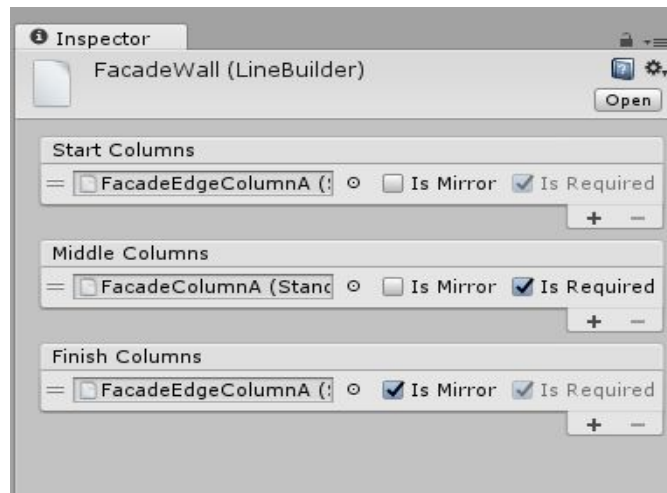 Inspector
FacadeWall (LineBuilder)
Open
Start Columns
FacadeEdgeColumnA ( Is Mirror Is Required
+ −
Middle Columns
FacadeColumnA (Stand Is Mirror Is Required
+ −
Finish Columns
FacadeEdgeColumnA ( Is Mirror Is Required
+ −